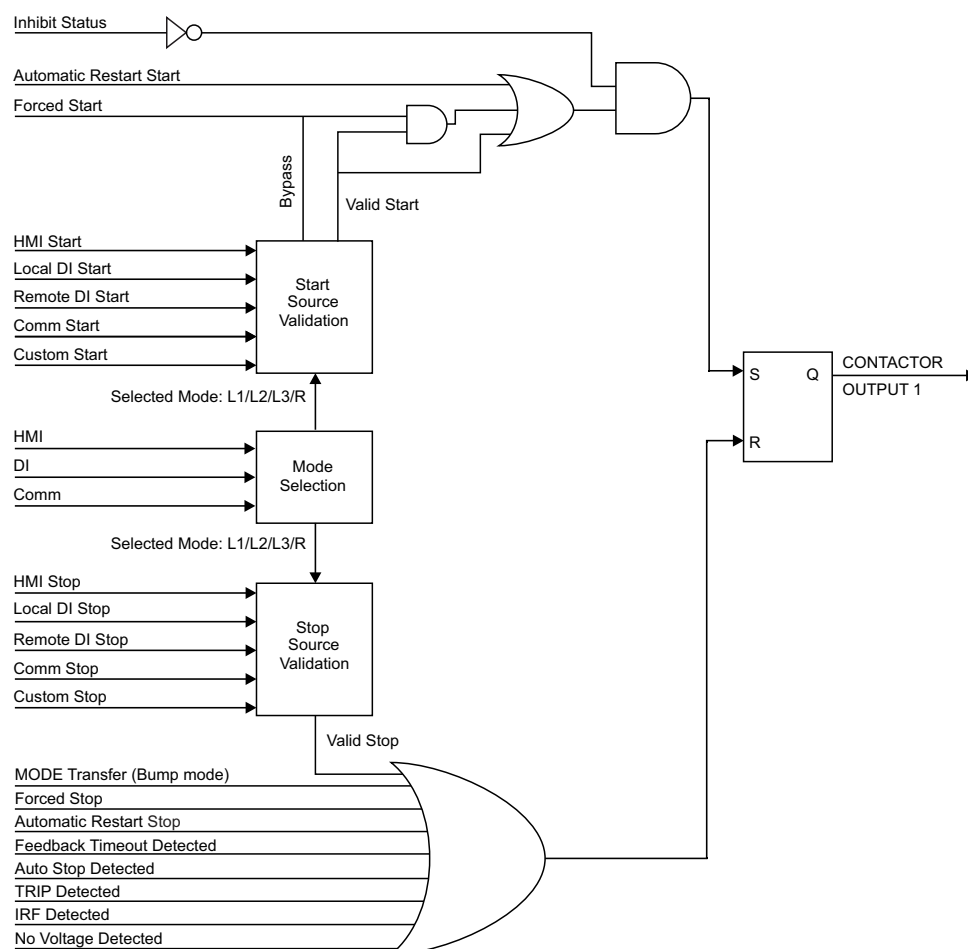 Inhibit Status
Automatic Restart Start
Forced Start
Bypass
Valid Start
HMI Start
Local DI Start
Remote DI Start
Comm Start
Custom Start
Start
Source
Validation
Selected Mode: L1/L2/L3/R
S
Q
R
CONTACTOR
OUTPUT 1
HMI
DI
Comm
Mode
Selection
Selected Mode: L1/L2/L3/R
HMI Stop
Local DI Stop
Remote DI Stop
Comm Stop
Custom Stop
Stop
Source
Validation
Valid Stop
MODE Transfer (Bump mode)
Forced Stop
Automatic Restart Stop
Feedback Timeout Detected
Auto Stop Detected
TRIP Detected
IRF Detected
No Voltage Detected